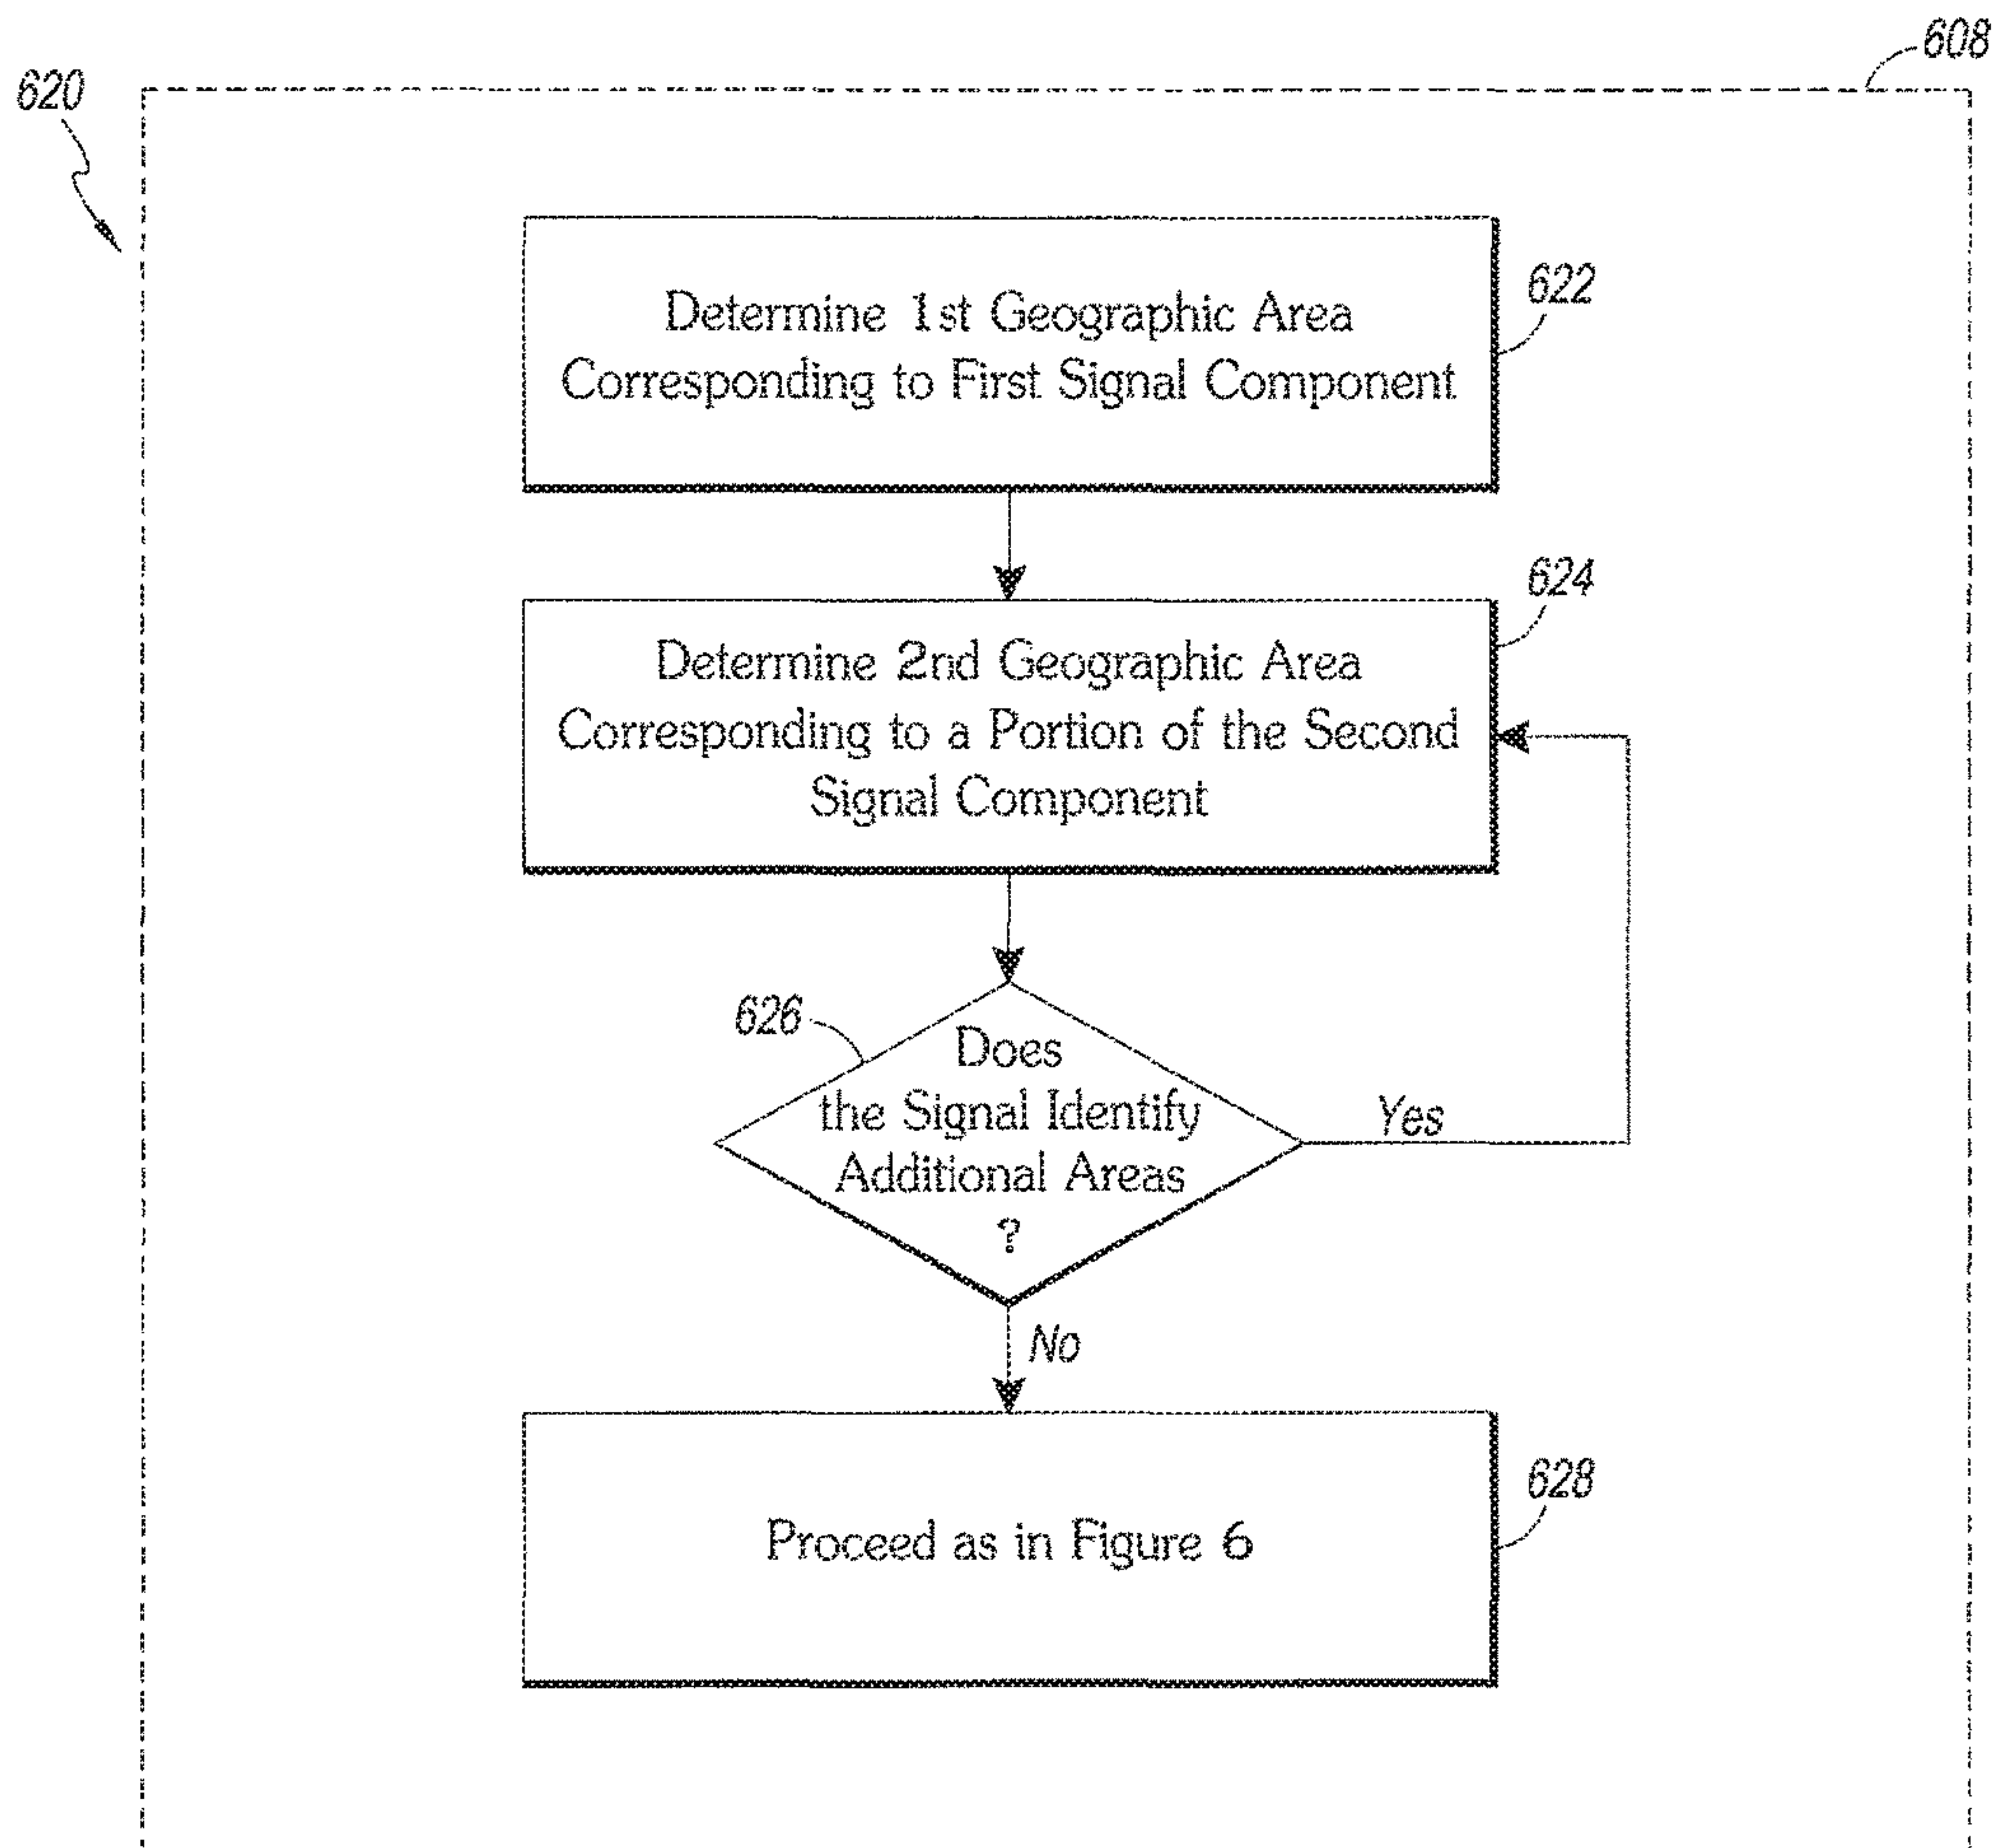 608
620
Determine 1st Geographic Area
Corresponding to First Signal Component
622
624
Determine 2nd Geographic Area
Corresponding to a Portion of the Second
Signal Component
626
Does
the Signal Identify
Additional Areas
?
Yes
No
628
Proceed as in Figure 6